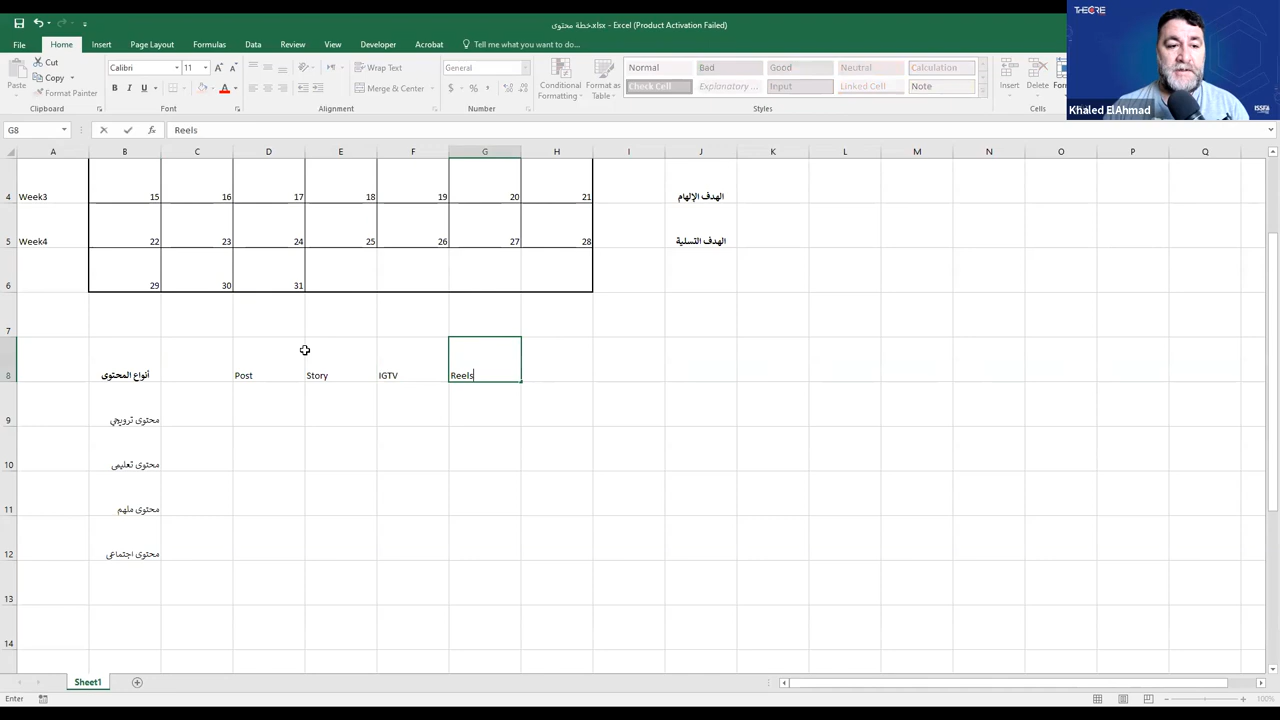 خطة محتوى.xlsx - Excel (Product Activation Failed)
THECRE
File Home Insert Page Layout Formulas Data Review View Developer Acrobat Tell me what you want to do...
Cut
Copy
Format Painter
Paste
Clipboard
Calibri 11
Font
Wrap Text
Merge & Center
Alignment
General
Number
Conditional Formatting
Format as Table
Normal Bad Good Neutral Calculation
Check Cell Explanatory ... Input Linked Cell Note
Styles
Insert Delete
Cells
Khaled ElAhmad
ISSFA
G8 Reels
A B C D E F G H I J K L M N O P Q
4 Week3 15 16 17 18 19 20 21 الهدف الإلهام
5 Week4 22 23 24 25 26 27 28 الهدف التسلية
6 29 30 31
7
8 أنواع المحتوى Post Story IGTV Reels
9 محتوى ترويجي
10 محتوى تعليمى
11 محتوى ملهم
12 محتوى اجتماعى
13
14
Sheet1
Enter 100%